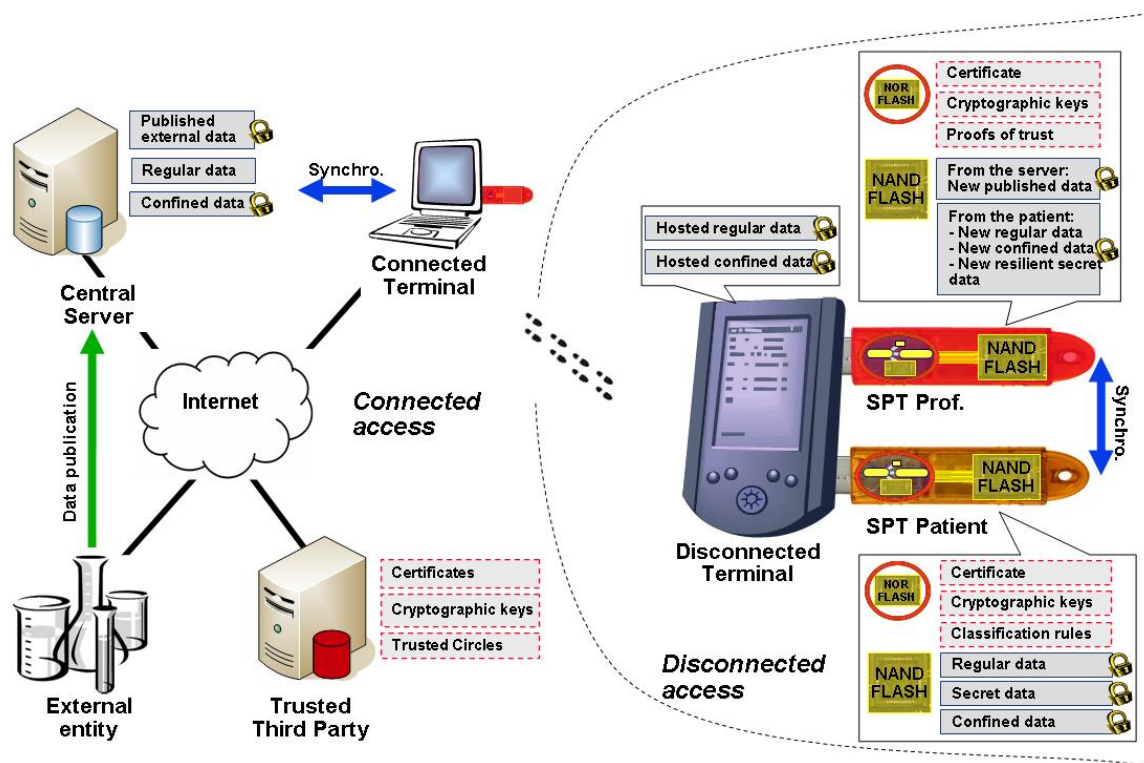 Published
external data
Regular data
Confined data
Synchro.
Central
Server
Connected
Terminal
Data publication
Internet
Connected
access
External
entity
Certificates
Cryptographic keys
Trusted Circles
Trusted
Third Party
NOR
FLASH
Certificate
Cryptographic keys
Proofs of trust
NAND
FLASH
From the server:
New published data
From the patient:
- New regular data
- New confined data
- New resilient secret
data
Hosted regular data
Hosted confined data
NAND
FLASH
SPT Prof.
Synchro.
NAND
FLASH
SPT Patient
Disconnected
Terminal
Disconnected
access
NOR
FLASH
Certificate
Cryptographic keys
Classification rules
NAND
FLASH
Regular data
Secret data
Confined data